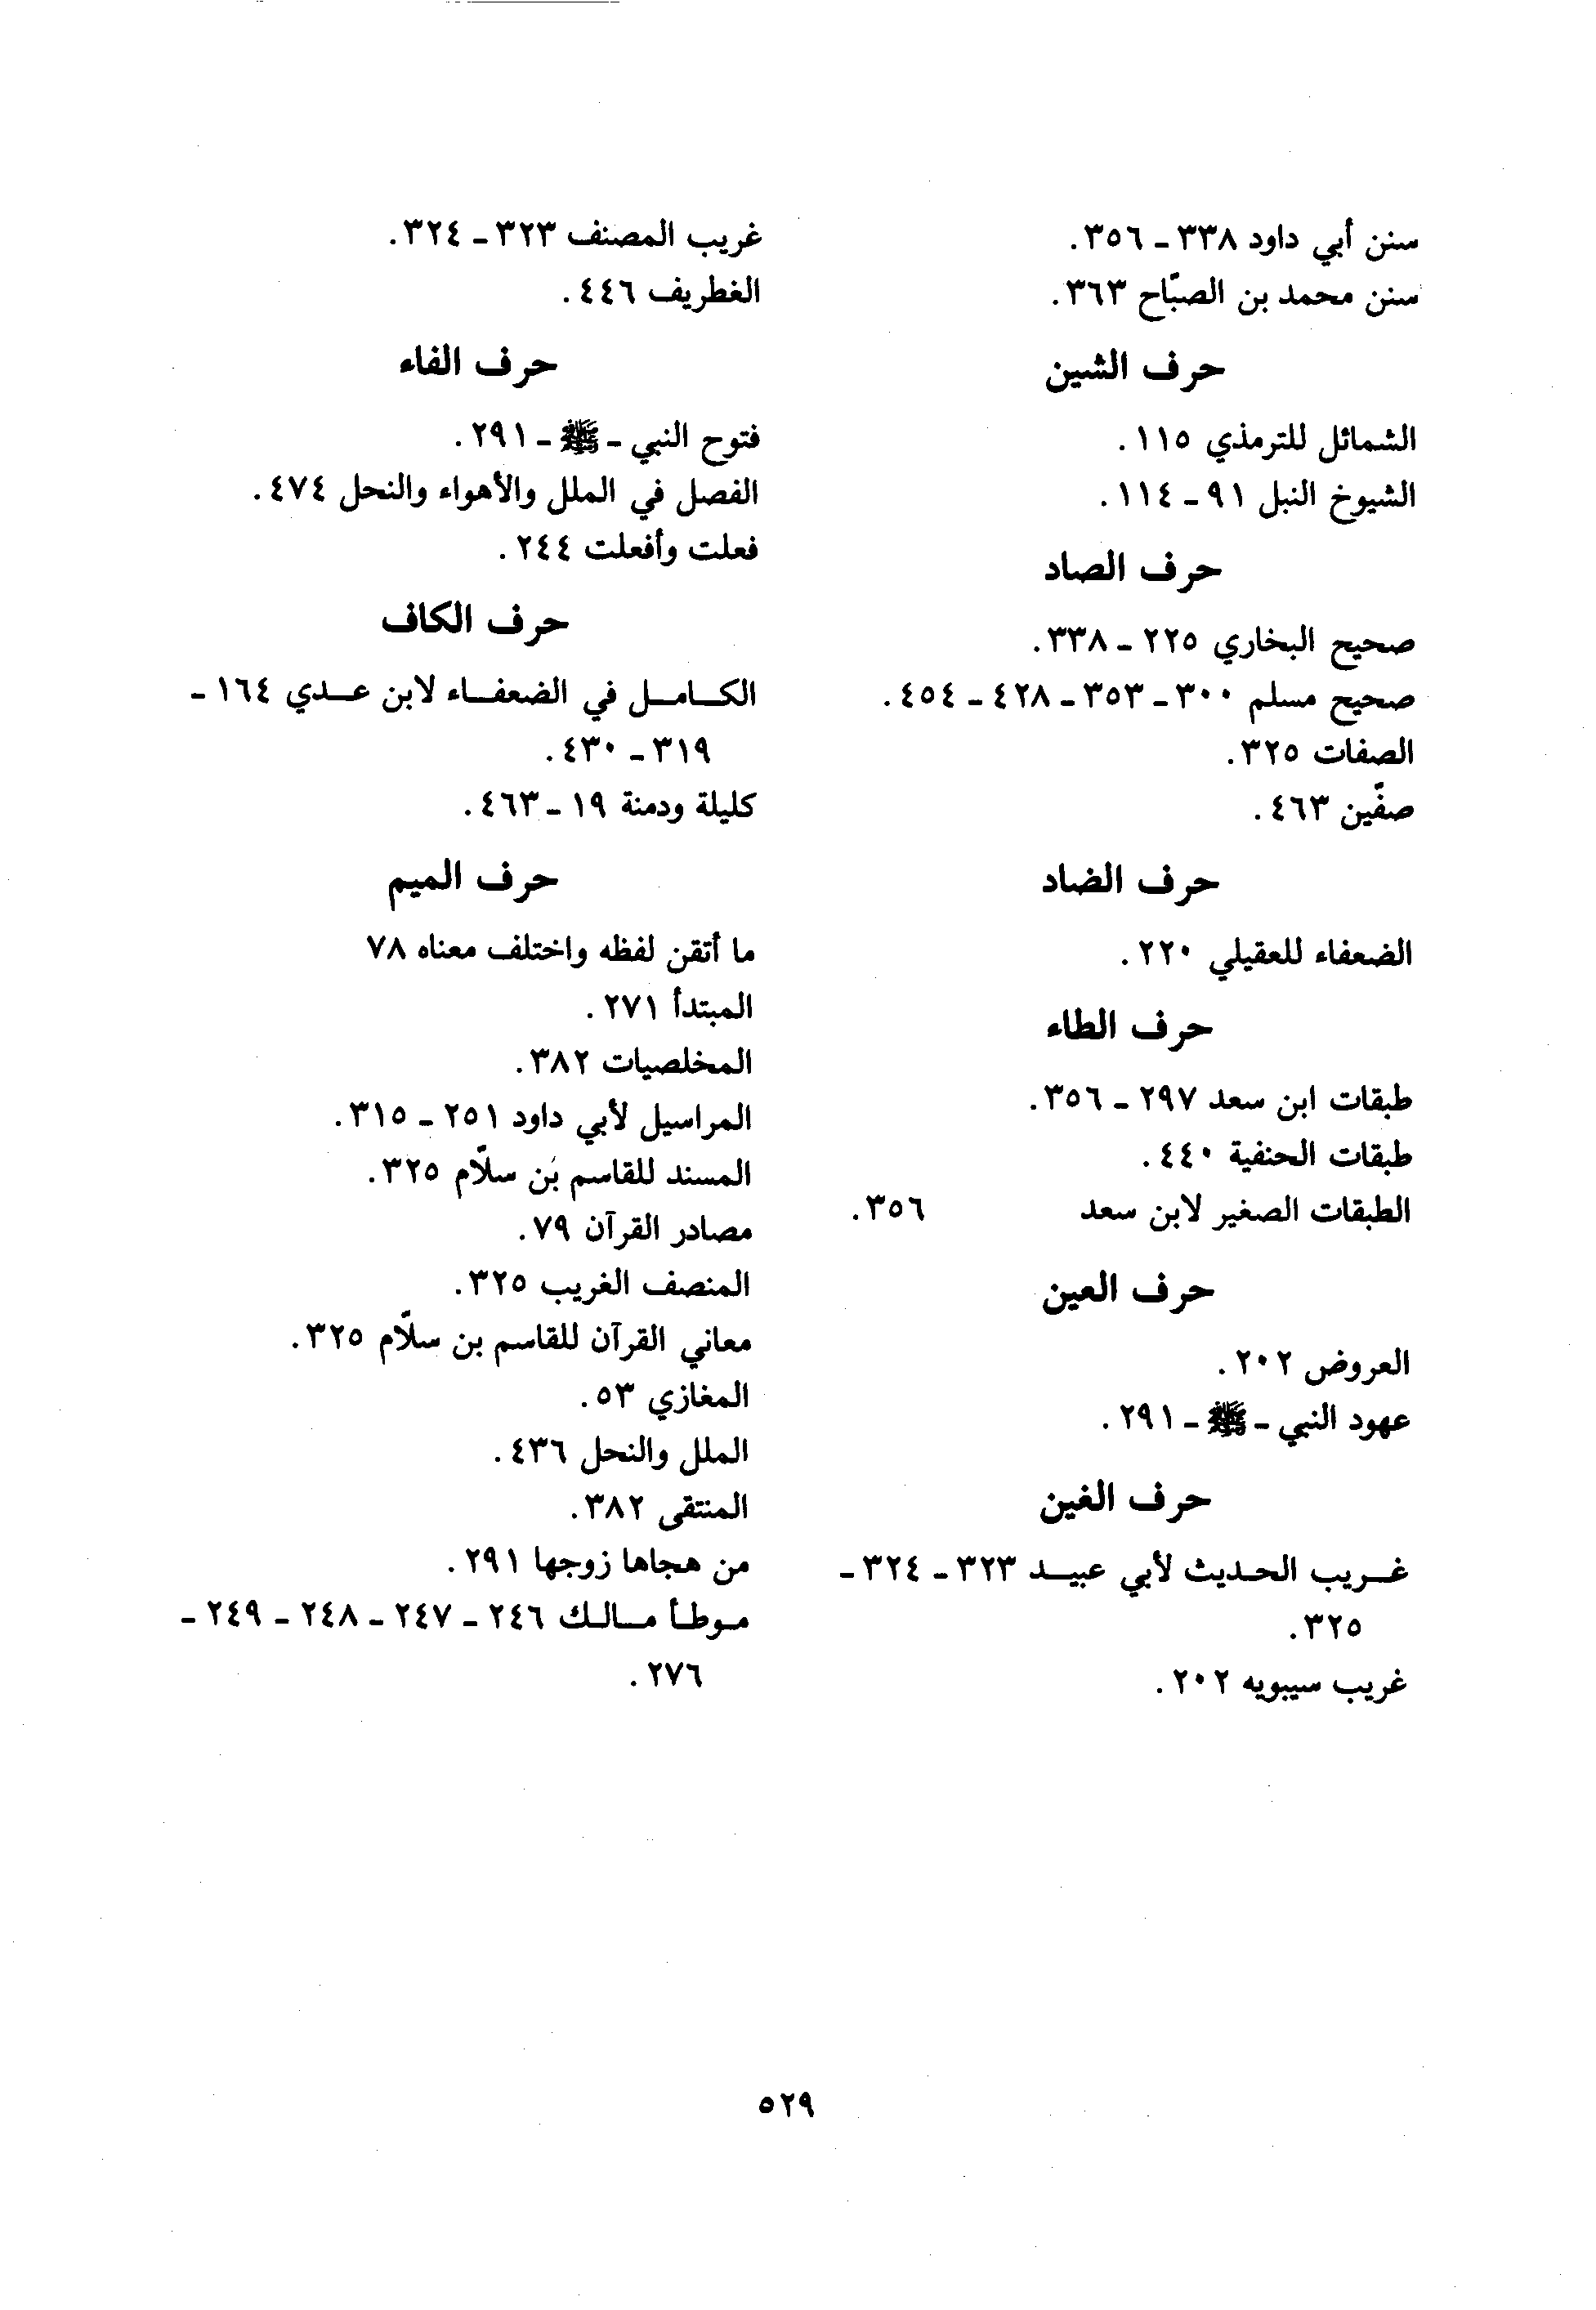 سنن أبي داود ٣٣٨ - ٣٥٦.
سنن محمد بن الصبّاح ٣٦٣.
حرف الشين
الشمائل للترمذي ١١٥.
الشيوخ النبل ٩١ - ١١٤.
حرف الصاد
صحيح البخاري ٢٢٥ - ٣٣٨.
صحيح مسلم ٣٠٠ - ٣٥٣ - ٤٢٨ - ٤٥٤.
الصفات ٣٢٥.
صفّين ٤٦٣.
حرف الضاد
الضعفاء للعقيلي ٢٢٠.
حرف الطاء
طبقات ابن سعد ٢٩٧ - ٣٥٦.
طبقات الحنفية ٤٤٠.
الطبقات الصغير لابن سعد ٣٥٦.
حرف العين
العروض ٢٠٢.
عهود النبي - ﷺ - ٢٩١.
حرف الغين
غريب الحديث لأبي عبيد ٣٢٣ - ٣٢٤ -
٣٢٥.
غريب سيبويه ٢٠٢.
غريب المصنف ٣٢٣ - ٣٢٤.
الغطريف ٤٤٦.
حرف الفاء
فتوح النبي - ﷺ - ٢٩١.
الفصل في الملل والأهواء والنحل ٤٧٤.
فعلت وأفعلت ٢٤٤.
حرف الكاف
الكامل في الضعفاء لابن عدي ١٦٤ -
٣١٩ - ٤٣٠.
كليلة ودمنة ١٩ - ٤٦٣.
حرف الميم
ما أتقن لفظه واختلف معناه ٧٨
المبتدأ ٢٧١.
المخلصيات ٣٨٢.
المراسيل لأبي داود ٢٥١ - ٣١٥.
المسند للقاسم بن سلّام ٣٢٥.
مصادر القرآن ٧٩.
المنصف الغريب ٣٢٥.
معاني القرآن للقاسم بن سلّام ٣٢٥.
المغازي ٥٣.
الملل والنحل ٤٣٦.
المنتقى ٣٨٢.
من هجاها زوجها ٢٩١.
موطأ مالك ٢٤٦ - ٢٤٧ - ٢٤٨ - ٢٤٩ -
٢٧٦.
٥٢٩